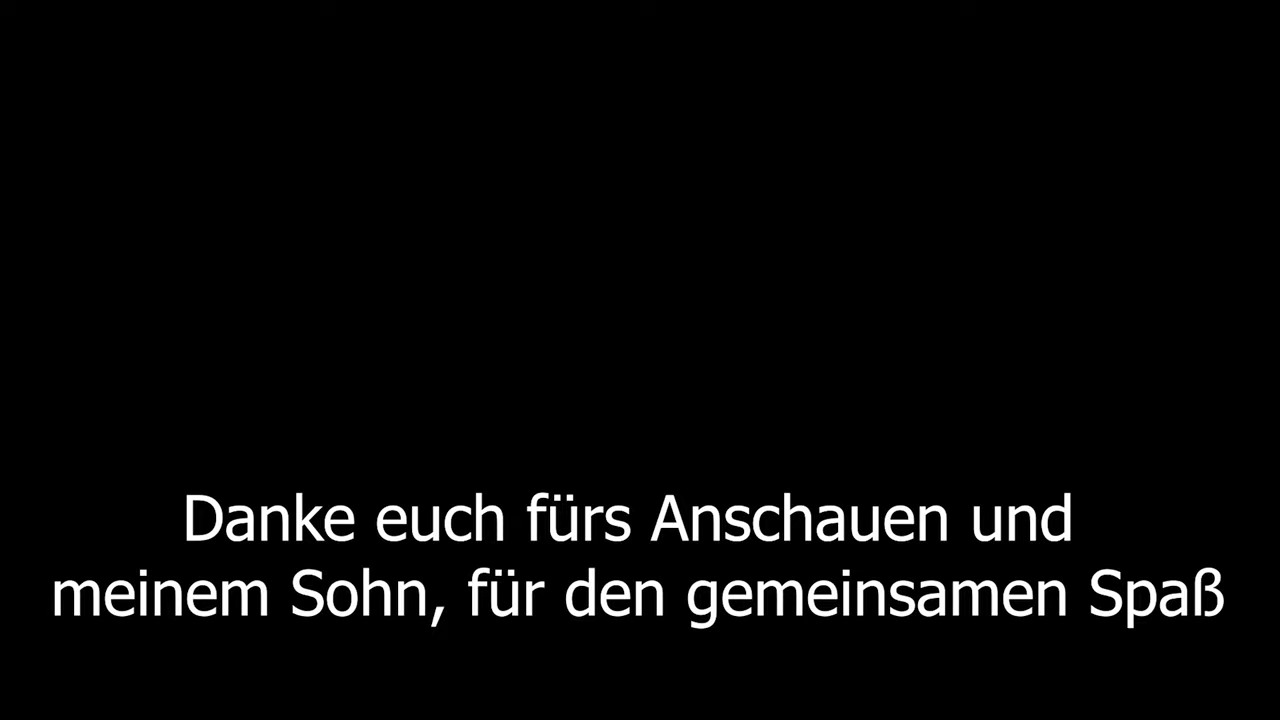 Danke euch fürs Anschauen und
meinem Sohn, für den gemeinsamen Spaß